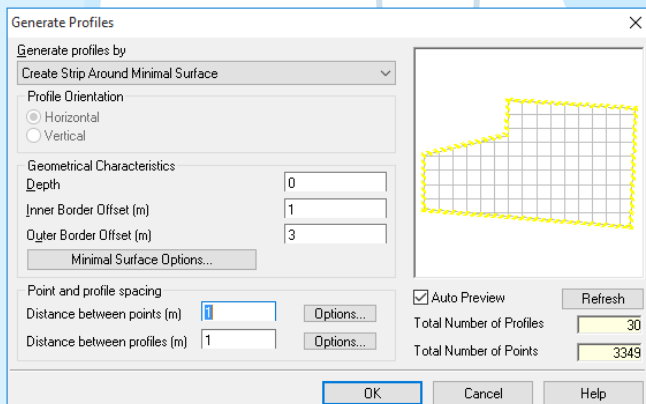 Generate Profiles
Generate profiles by
Create Strip Around Minimal Surface
Profile Orientation
Horizontal
Vertical
Geometrical Characteristics
Depth 0
Inner Border Offset (m) 1
Outer Border Offset (m) 3
Minimal Surface Options...
Point and profile spacing
Distance between points (m) 1 Options...
Distance between profiles (m) 1 Options...
Auto Preview Refresh
Total Number of Profiles 30
Total Number of Points 3349
OK Cancel Help